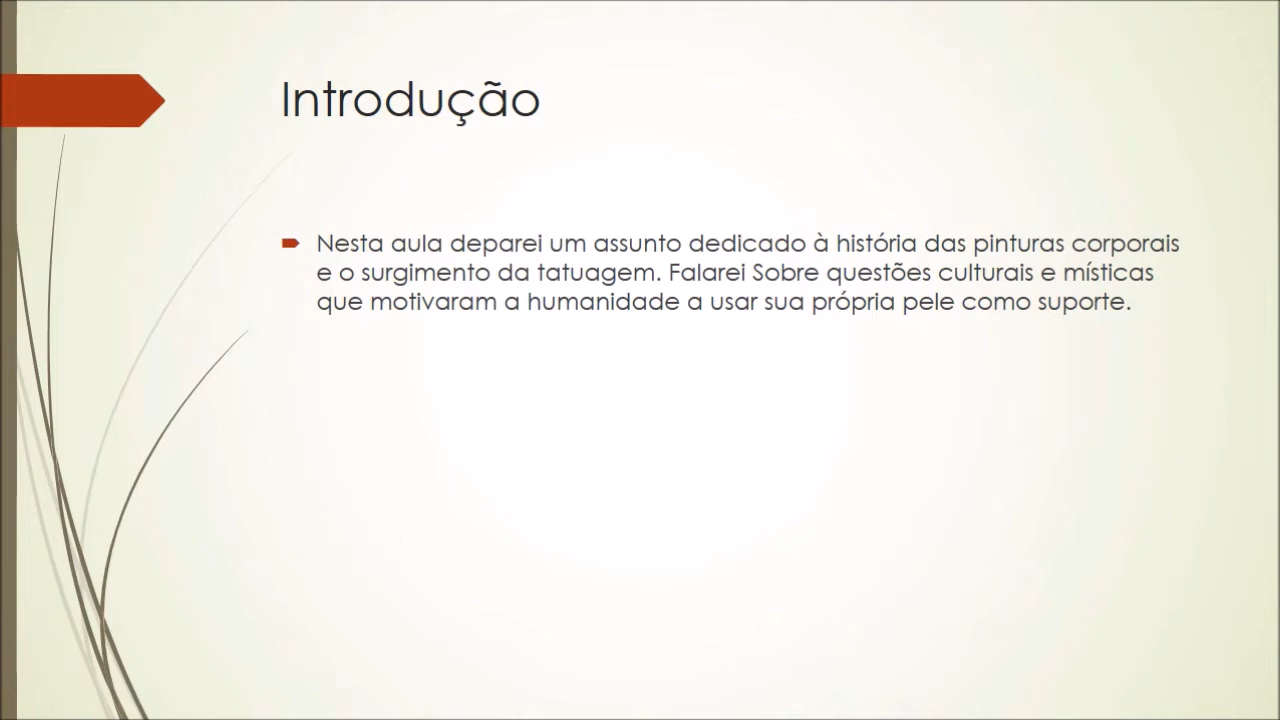 Introdução
Nesta aula deparei um assunto dedicado à história das pinturas corporais
e o surgimento da tatuagem. Falarei Sobre questões culturais e místicas
que motivaram a humanidade a usar sua própria pele como suporte.